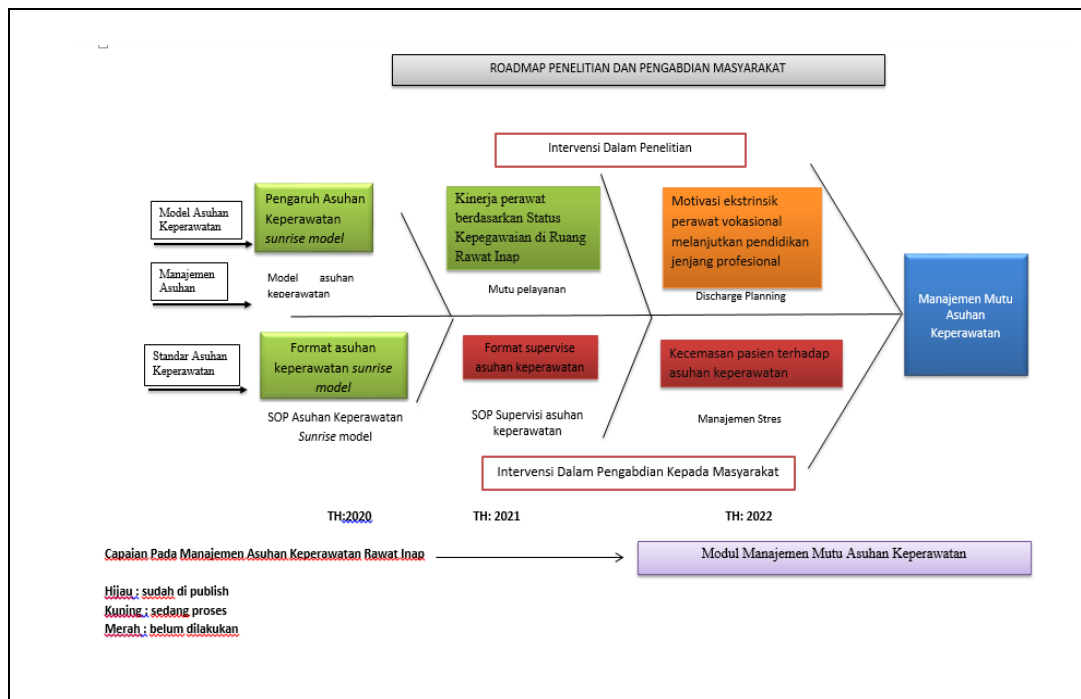 ROADMAP PENELITIAN DAN PENGABDIAN MASYARAKAT
Intervensi Dalam Penelitian
Model Asuhan
Keperawatan
Manajemen
Asuhan
Standar Asuhan
Keperawatan
Pengaruh Asuhan
Keperawatan
sunrise model
Model asuhan
keperawatan
Kinerja perawat
berdasarkan Status
Kepegawaian di Ruang
Rawat Inap
Mutu pelayanan
Motivasi ekstrinsik
perawat vokasional
melanjutkan pendidikan
jenjang profesional
Discharge Planning
Manajemen Mutu
Asuhan
Keperawatan
Format asuhan
keperawatan sunrise
model
SOP Asuhan Keperawatan
Sunrise model
Format supervise
asuhan keperawatan
SOP Supervisi asuhan
keperawatan
Kecemasan pasien terhadap
asuhan keperawatan
Manajemen Stres
Intervensi Dalam Pengabdian Kepada Masyarakat
TH:2020
TH: 2021
TH: 2022
Capaian Pada Manajemen Asuhan Keperawatan Rawat Inap
Modul Manajemen Mutu Asuhan Keperawatan
Hijau : sudah di publish
Kuning : sedang proses
Merah : belum dilakukan